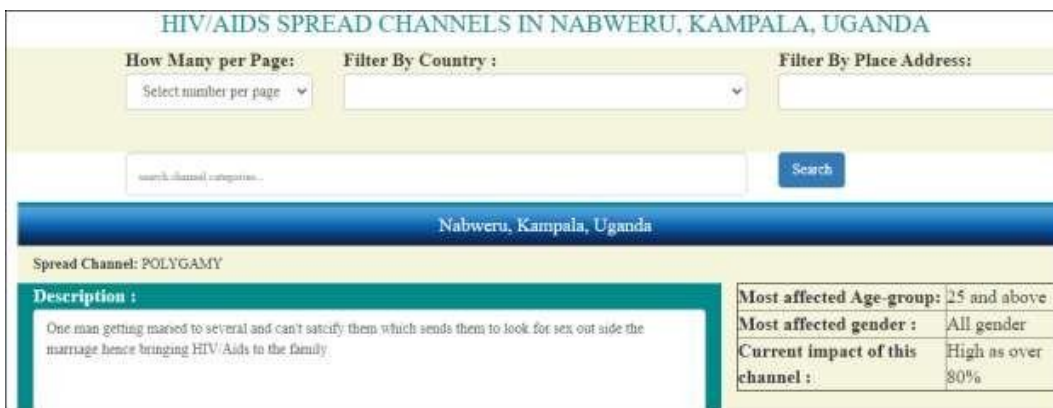 HIV/AIDS SPREAD CHANNELS IN NABWERU, KAMPALA, UGANDA
How Many per Page:
Filter By Country :
Filter By Place Address:
Select number per page
search channel categories...
Search
Nabweru, Kampala, Uganda
Spread Channel: POLYGAMY
Description :
One man getting maried to several and can't satcify them which sends them to look for sex out side the
marriage hence bringing HIV/Aids to the family
Most affected Age-group: 25 and above
Most affected gender : All gender
Current impact of this High as over
channel : 80%